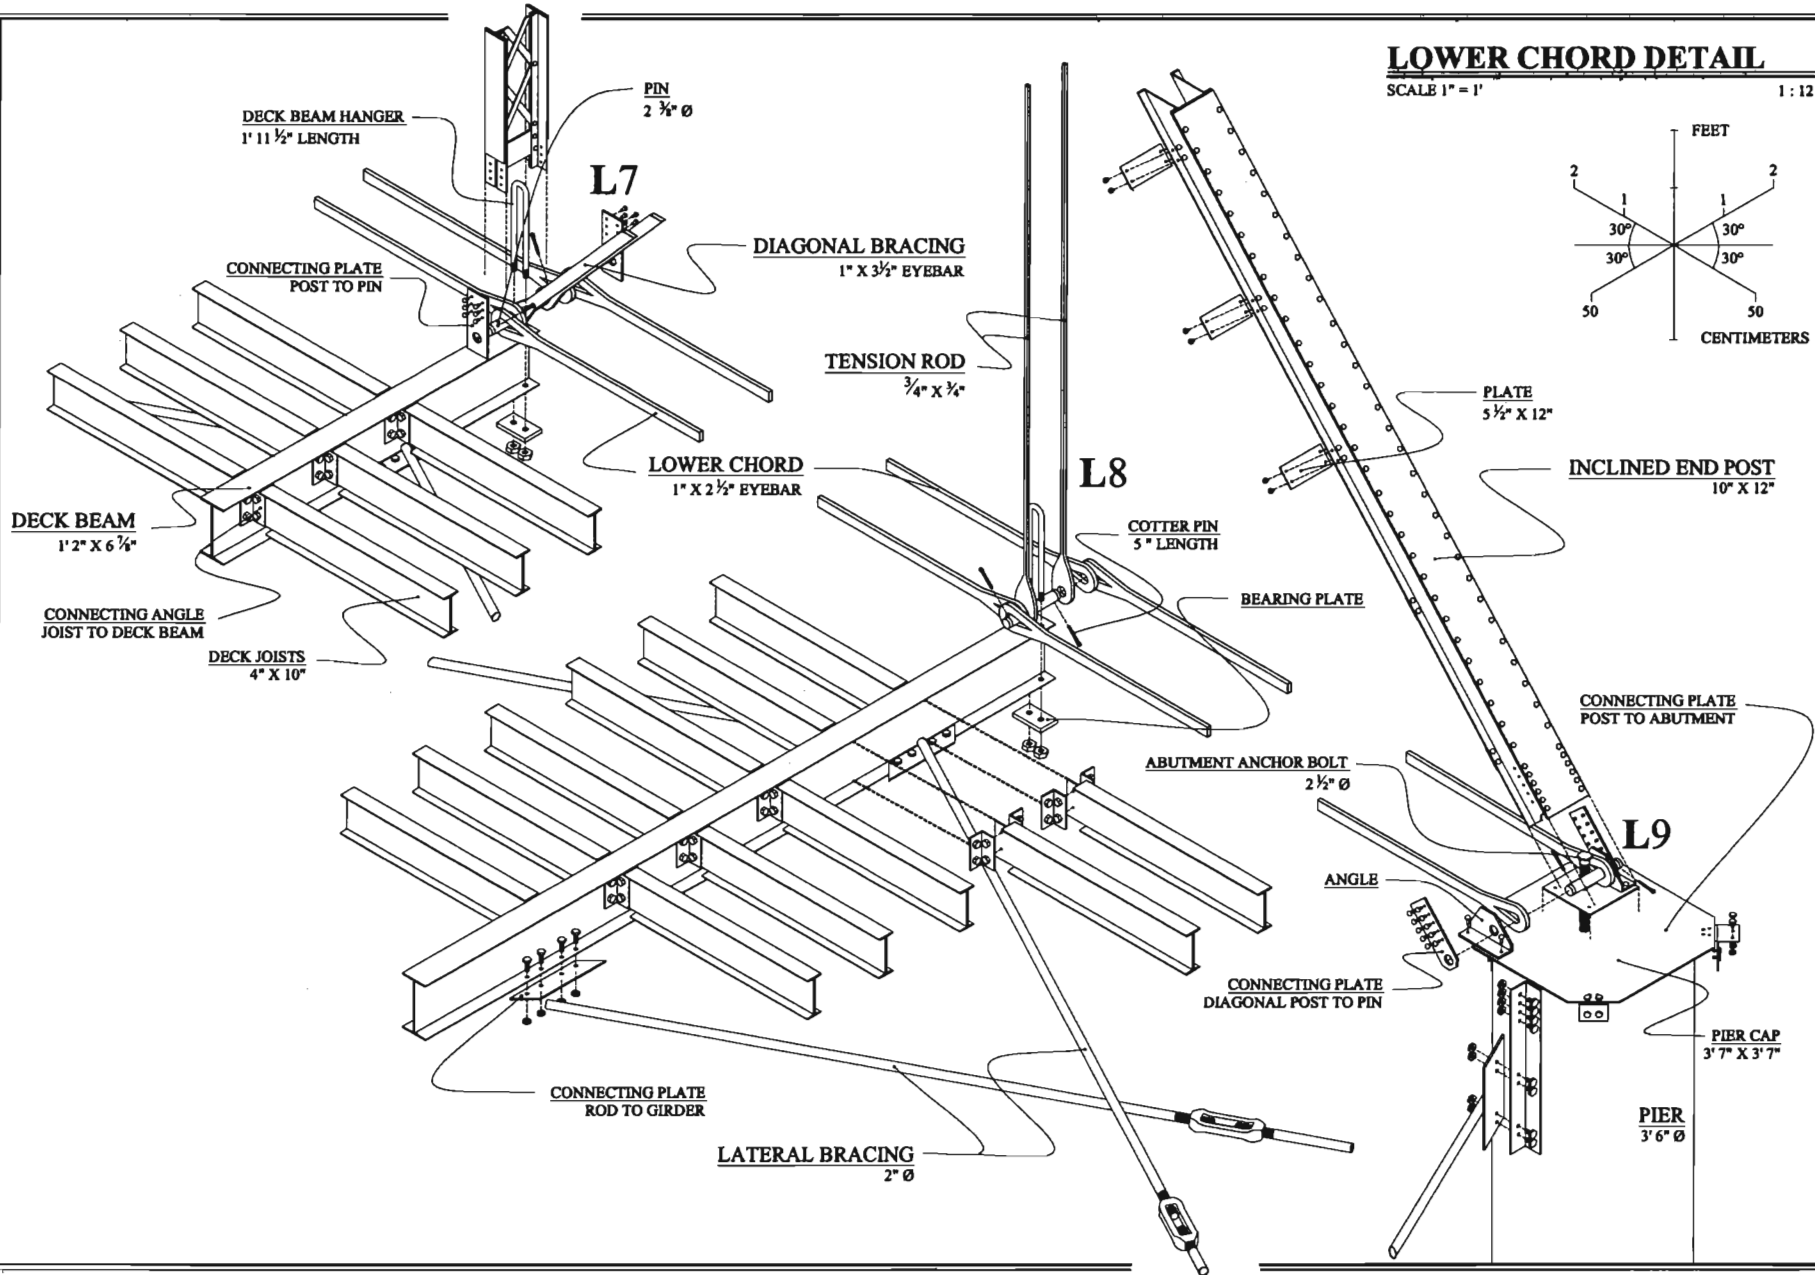 LOWER CHORD DETAIL
SCALE 1" = 1'
1 : 12
FEET
2
2
1
1
30°
30°
30°
30°
50
50
CENTIMETERS
PIN
2 ⅜" Ø
DECK BEAM HANGER
1' 11 ½" LENGTH
L7
DIAGONAL BRACING
1" X 3½" EYEBAR
CONNECTING PLATE
POST TO PIN
TENSION ROD
¾" X ¾"
PLATE
5 ½" X 12"
LOWER CHORD
1" X 2 ½" EYEBAR
L8
INCLINED END POST
10" X 12"
DECK BEAM
1' 2" X 6 ⅞"
COTTER PIN
5 " LENGTH
CONNECTING ANGLE
JOIST TO DECK BEAM
BEARING PLATE
DECK JOISTS
4" X 10"
CONNECTING PLATE
POST TO ABUTMENT
ABUTMENT ANCHOR BOLT
2 ½" Ø
L9
ANGLE
CONNECTING PLATE
DIAGONAL POST TO PIN
PIER CAP
3' 7" X 3' 7"
CONNECTING PLATE
ROD TO GIRDER
PIER
3' 6" Ø
LATERAL BRACING
2" Ø